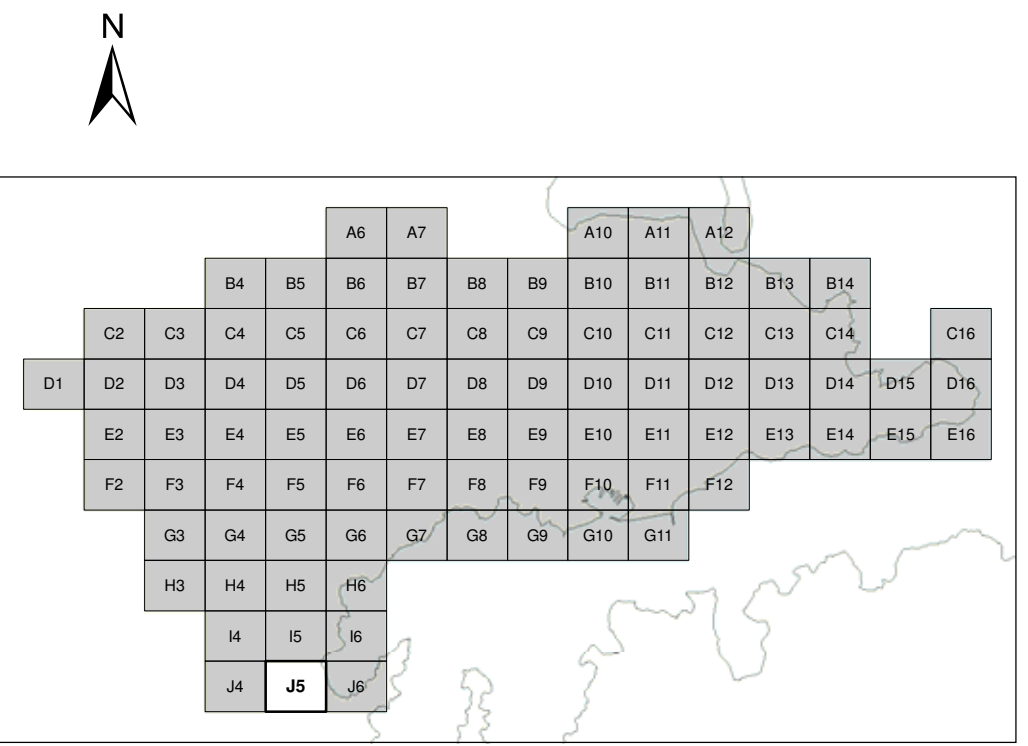 N
A6 A7 A10 A11 A12
B4 B5 B6 B7 B8 B9 B10 B11 B12 B13 B14
C2 C3 C4 C5 C6 C7 C8 C9 C10 C11 C12 C13 C14 C16
D1 D2 D3 D4 D5 D6 D7 D8 D9 D10 D11 D12 D13 D14 D15 D16
E2 E3 E4 E5 E6 E7 E8 E9 E10 E11 E12 E13 E14 E15 E16
F2 F3 F4 F5 F6 F7 F8 F9 F10 F11 F12
G3 G4 G5 G6 G7 G8 G9 G10 G11
H3 H4 H5 H6
I4 I5 I6
J4 J5 J6